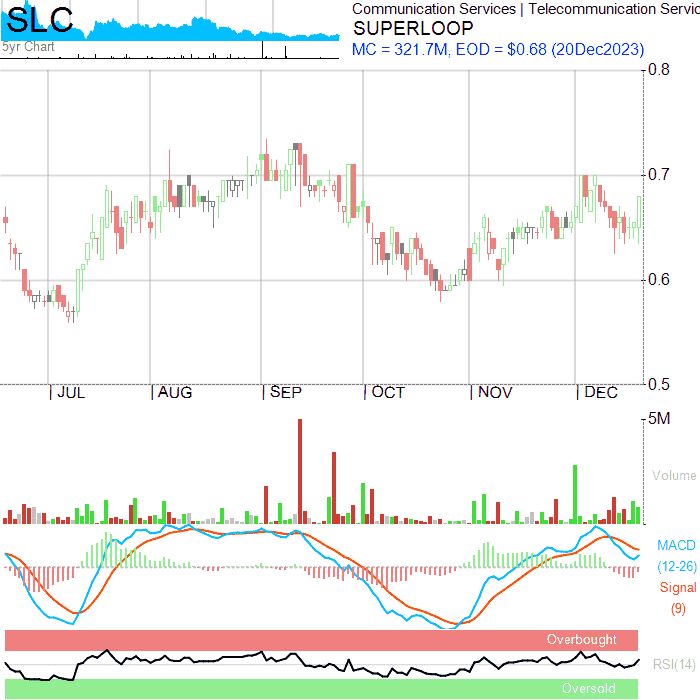 SLC
5yr Chart
Communication Services | Telecommunication Servic
SUPERLOOP
MC = 321.7M, EOD = $0.68 (20Dec2023)
0.8
0.7
0.6
0.5
JUL
AUG
SEP
OCT
NOV
DEC
5M
Volume
MACD
(12-26)
Signal
(9)
Overbought
RSI(14)
Oversold